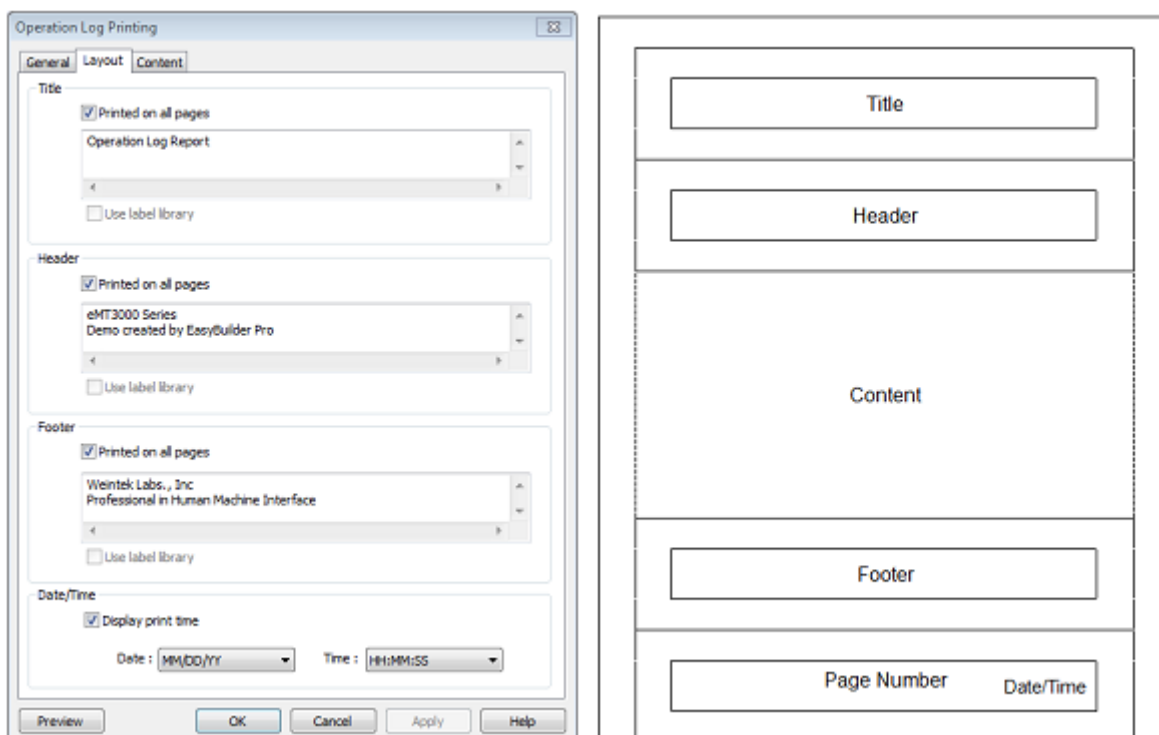 Operation Log Printing
General Layout Content
Title
Printed on all pages
Operation Log Report
Use label library
Header
Printed on all pages
eMT3000 Series
Demo created by EasyBuilder Pro
Use label library
Footer
Printed on all pages
Weintek Labs., Inc
Professional in Human Machine Interface
Use label library
Date/Time
Display print time
Date : MM/DD/YY Time : HH:MM:SS
Preview OK Cancel Apply Help
Title
Header
Content
Footer
Page Number Date/Time